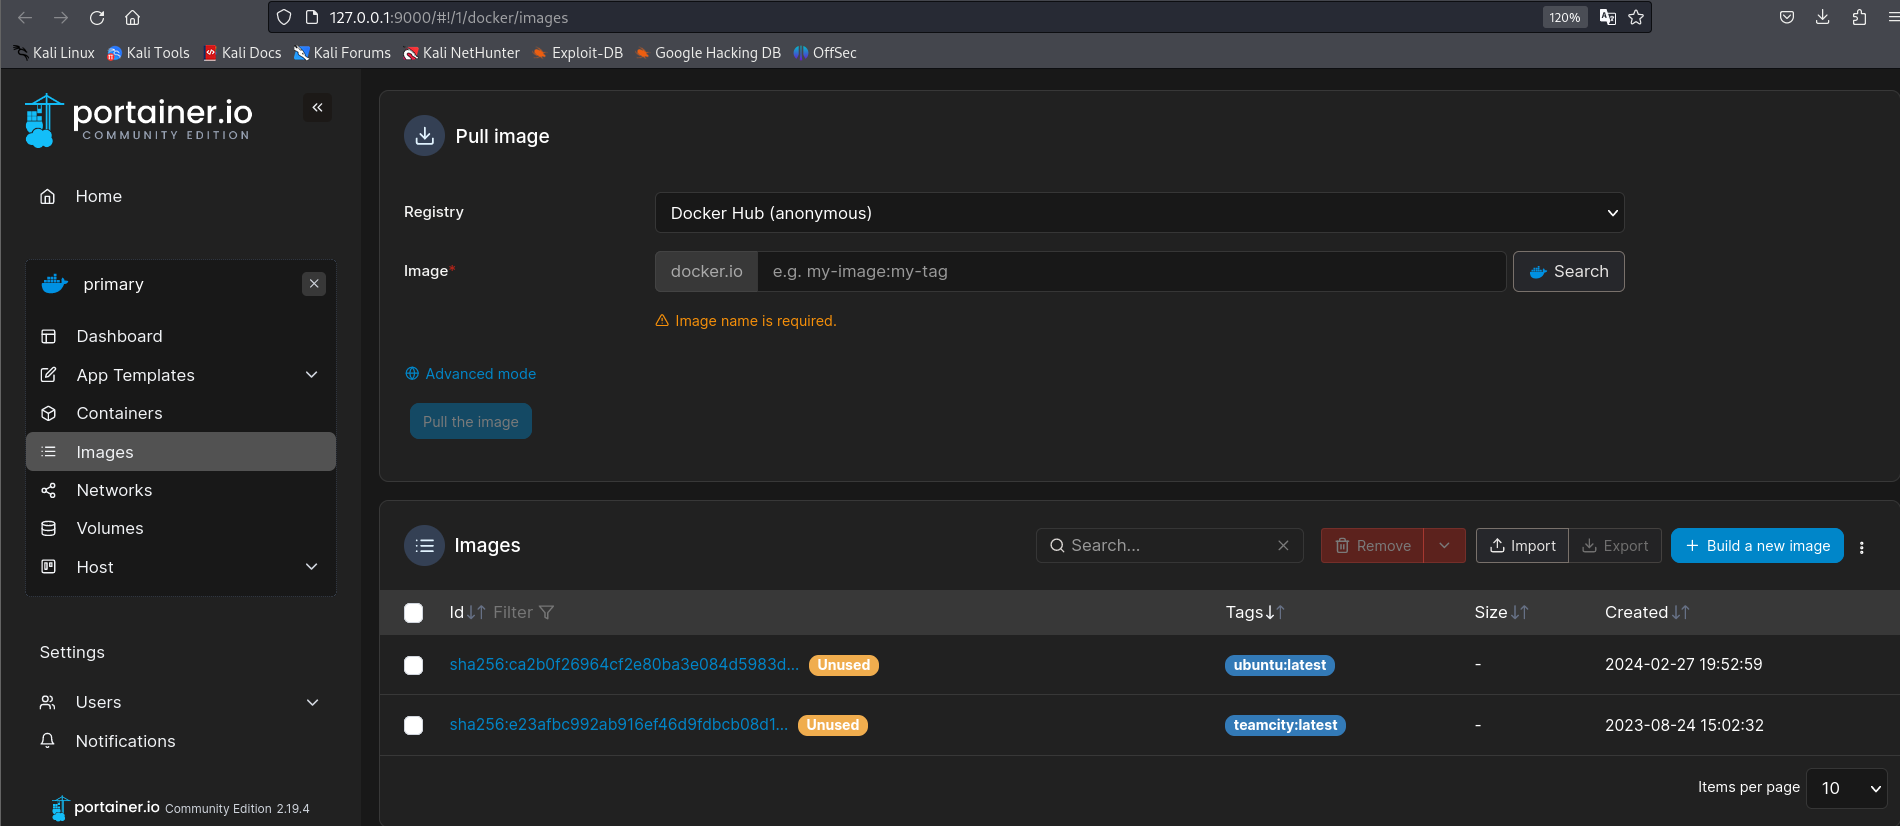 127.0.0.1:9000/#!/1/docker/images
120%
Kali Linux Kali Tools Kali Docs Kali Forums Kali NetHunter Exploit-DB Google Hacking DB OffSec
portainer.io
COMMUNITY EDITION
Home
primary
Dashboard
App Templates
Containers
Images
Networks
Volumes
Host
Settings
Users
Notifications
portainer.io Community Edition 2.19.4
Pull image
Registry
Docker Hub (anonymous)
Image*
docker.io
e.g. my-image:my-tag
Search
Image name is required.
Advanced mode
Pull the image
Images
Search...
Remove
Import
Export
Build a new image
Id Filter Tags Size Created
sha256:ca2b0f26964cf2e80ba3e084d5983d... Unused ubuntu:latest - 2024-02-27 19:52:59
sha256:e23afbc992ab916ef46d9fdbcb08d1... Unused teamcity:latest - 2023-08-24 15:02:32
Items per page 10